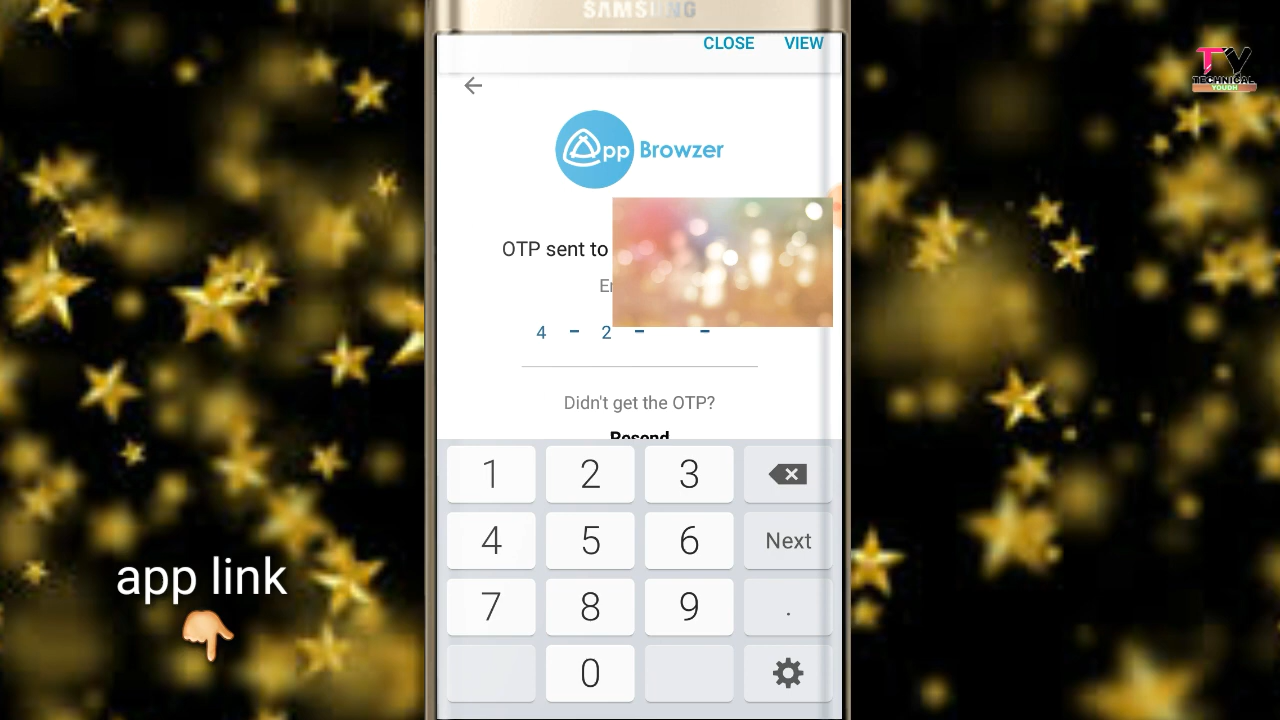 SAMSUNG
CLOSE VIEW
TY
TECHNICAL
YOUDH
App Browzer
OTP sent to
4 - 2 - -
Didn't get the OTP?
Resend
1 2 3
4 5 6 Next
7 8 9 .
0
app link